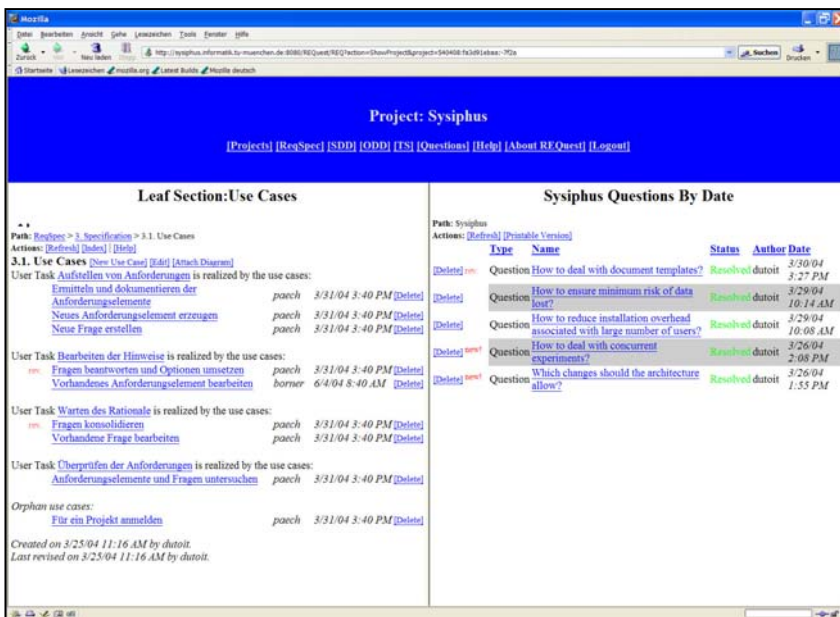 Mozilla
Datei Bearbeiten Ansicht Gehe Lesezeichen Tools Fenster Hilfe
Zurück Neu laden http://sysiphus.informatik.tu-muenchen.de:8080/REQuest/REQ?action=ShowProject&project= Suchen Drucken
Startseite Lesezeichen mozilla.org Latest Builds Mozilla deutsch
Project: Sysiphus
[Projects] [ReqSpec] [SDD] [ODD] [TS] [Questions] [Help] [About REQuest] [Logout]
Leaf Section:Use Cases
Path: ReqSpec > 3. Specification > 3.1. Use Cases
Actions: [Refresh] [Index] | [Help]
3.1. Use Cases [New Use Case] [Edit] [Attach Diagram]
User Task Aufstellen von Anforderungen is realized by the use cases:
Ermitteln und dokumentieren der
Anforderungselemente paech 3/31/04 3:40 PM [Delete]
Neues Anforderungselement erzeugen paech 3/31/04 3:40 PM [Delete]
Neue Frage erstellen paech 3/31/04 3:40 PM [Delete]
User Task Bearbeiten der Hinweise is realized by the use cases:
rev. Fragen beantworten und Optionen umsetzen paech 3/31/04 3:40 PM [Delete]
Vorhandenes Anforderungselement bearbeiten borner 6/4/04 8:40 AM [Delete]
User Task Warten des Rationale is realized by the use cases:
rev. Fragen konsolidieren paech 3/31/04 3:40 PM [Delete]
Vorhandene Frage bearbeiten paech 3/31/04 3:40 PM [Delete]
User Task Überprüfen der Anforderungen is realized by the use cases:
Anforderungselemente und Fragen untersuchen paech 3/31/04 3:40 PM [Delete]
Orphan use cases:
Für ein Projekt anmelden paech 3/31/04 3:40 PM [Delete]
Created on 3/25/04 11:16 AM by dutoit.
Last revised on 3/25/04 11:16 AM by dutoit.
Sysiphus Questions By Date
Path: Sysiphus
Actions: [Refresh] [Printable Version]
Type Name Status Author Date
[Delete] rev. Question How to deal with document templates? Resolved dutoit 3/30/04
3:27 PM
[Delete] Question How to ensure minimum risk of data
lost? Resolved dutoit 3/29/04
10:14 AM
[Delete] Question How to reduce installation overhead
associated with large number of users? Resolved dutoit 3/29/04
10:08 AM
[Delete] new! Question How to deal with concurrent
experiments? Resolved dutoit 3/26/04
2:08 PM
[Delete] new! Question Which changes should the architecture
allow? Resolved dutoit 3/26/04
1:55 PM